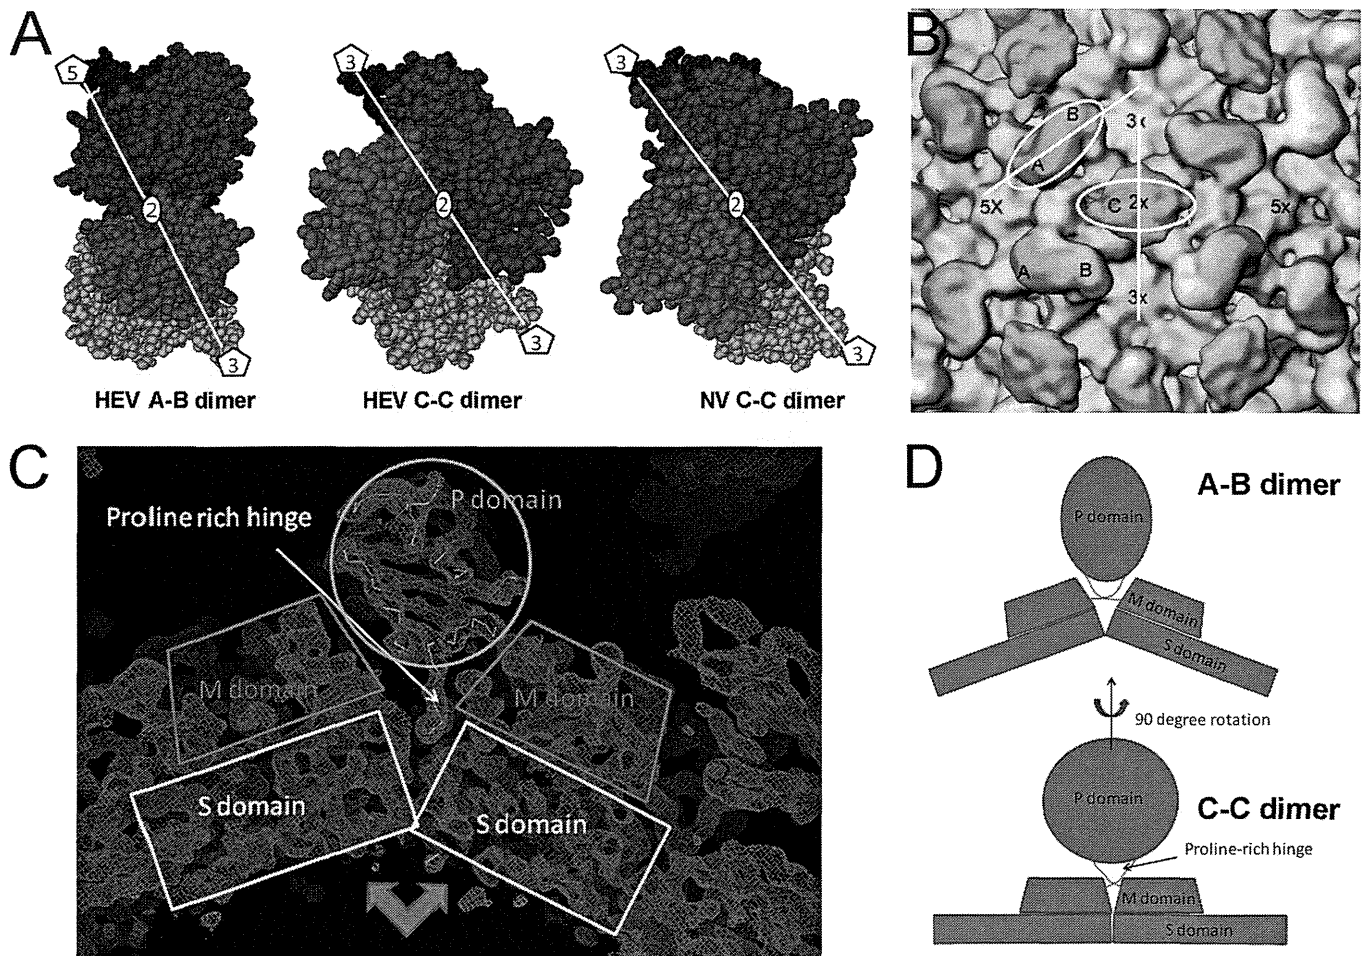 A
5
2
3
HEV A-B dimer
3
2
3
HEV C-C dimer
3
2
3
NV C-C dimer
B
B
3x
A
5X
C
2x
5x
A
B
3x
C
Proline rich hinge
P domain
M domain
M domain
S domain
S domain
D
A-B dimer
P domain
M domain
S domain
90 degree rotation
P domain
C-C dimer
Proline-rich hinge
M domain
S domain